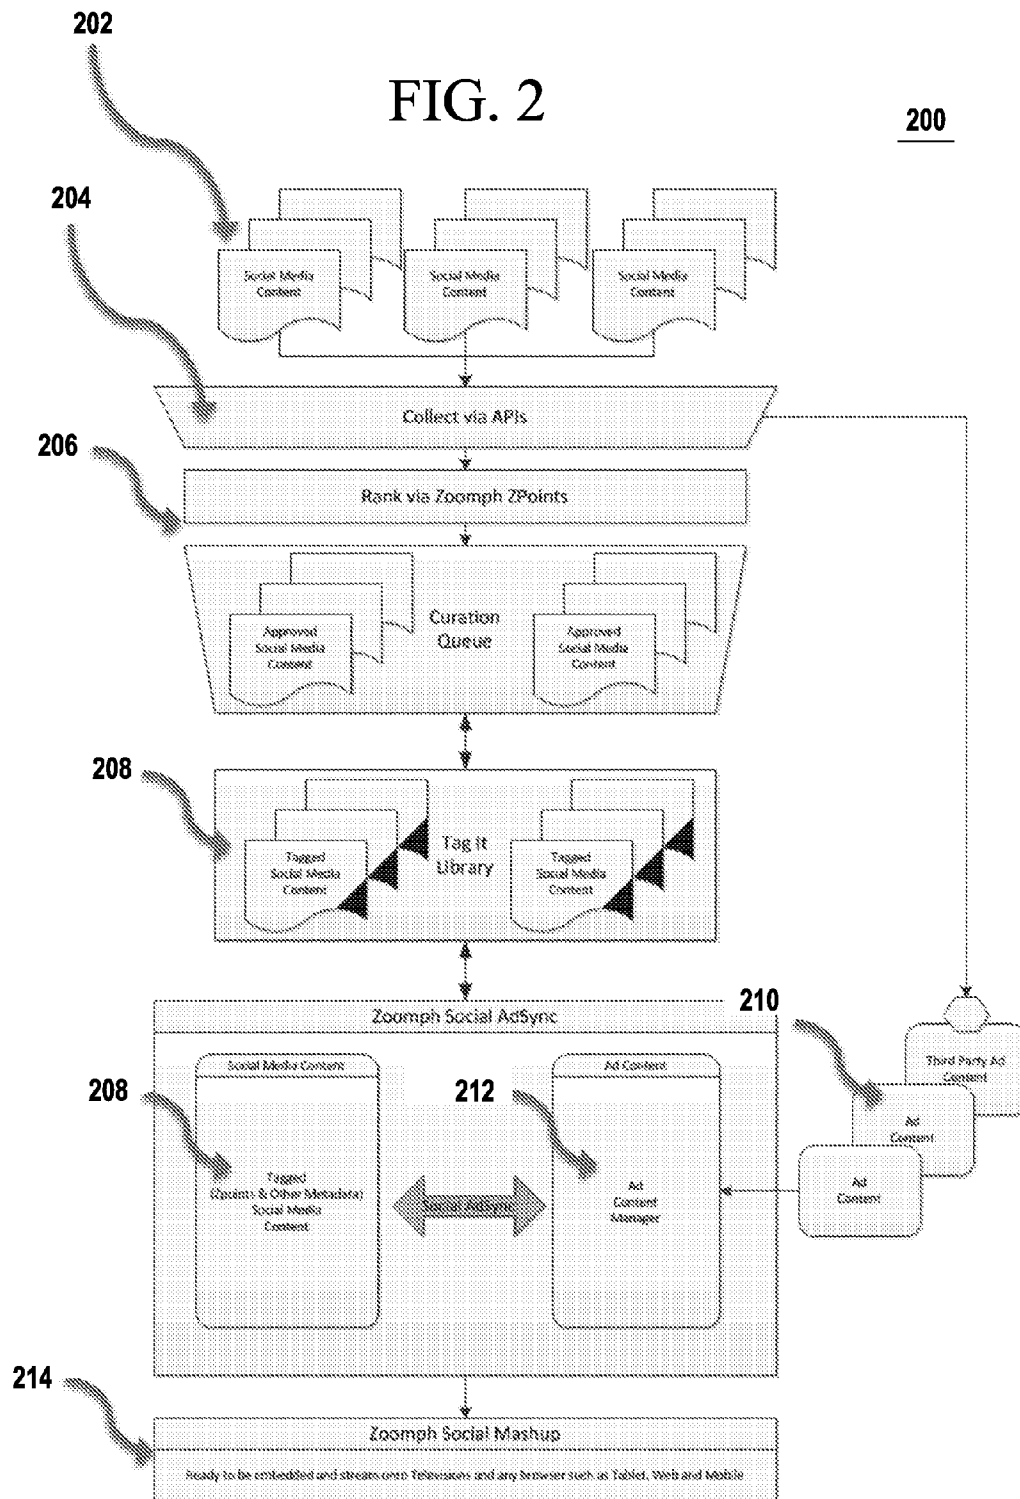 202
FIG. 2
200
204
Social Media
Content
Social Media
Content
Social Media
Content
Collect via APIs
206
Rank via Zoomph ZPoints
Approved
Social Media
Content
Curation
Queue
Approved
Social Media
Content
208
Tagged
Social Media
Content
Tag It
Library
Tagged
Social Media
Content
Zoomph Social AdSync
210
Social Media Content
Ad Content
Third Party Ad
Content
208
212
Ad
Content
Tagged
(Zpoints & Other Metadata)
Social Media
Content
Social AdSync
Ad
Content
Manager
Ad
Content
214
Zoomph Social Mashup
Ready to be embedded and stream onto Televisions and any browser such as Tablet, Web and Mobile